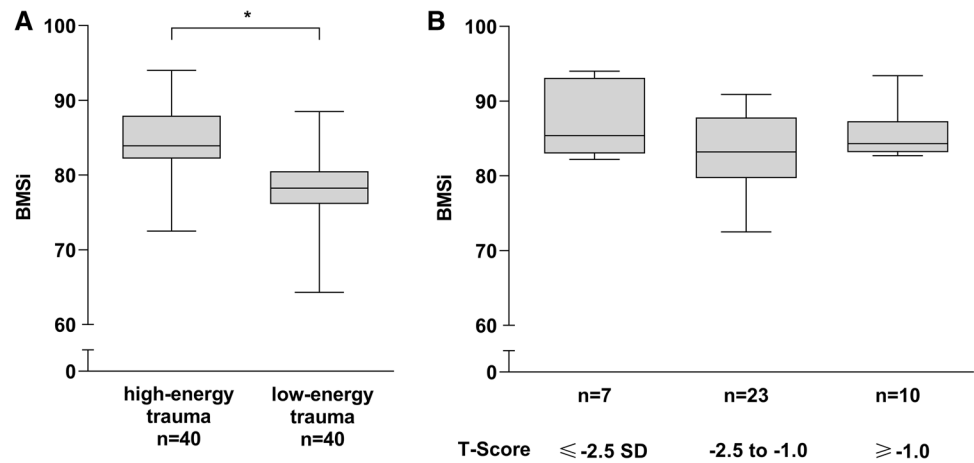 A
*
100
90
80
70
60
0
BMSi
high-energy
trauma
n=40
low-energy
trauma
n=40
B
100
90
80
70
60
0
BMSi
n=7 n=23 n=10
T-Score ≤ -2.5 SD -2.5 to -1.0 ≥ -1.0